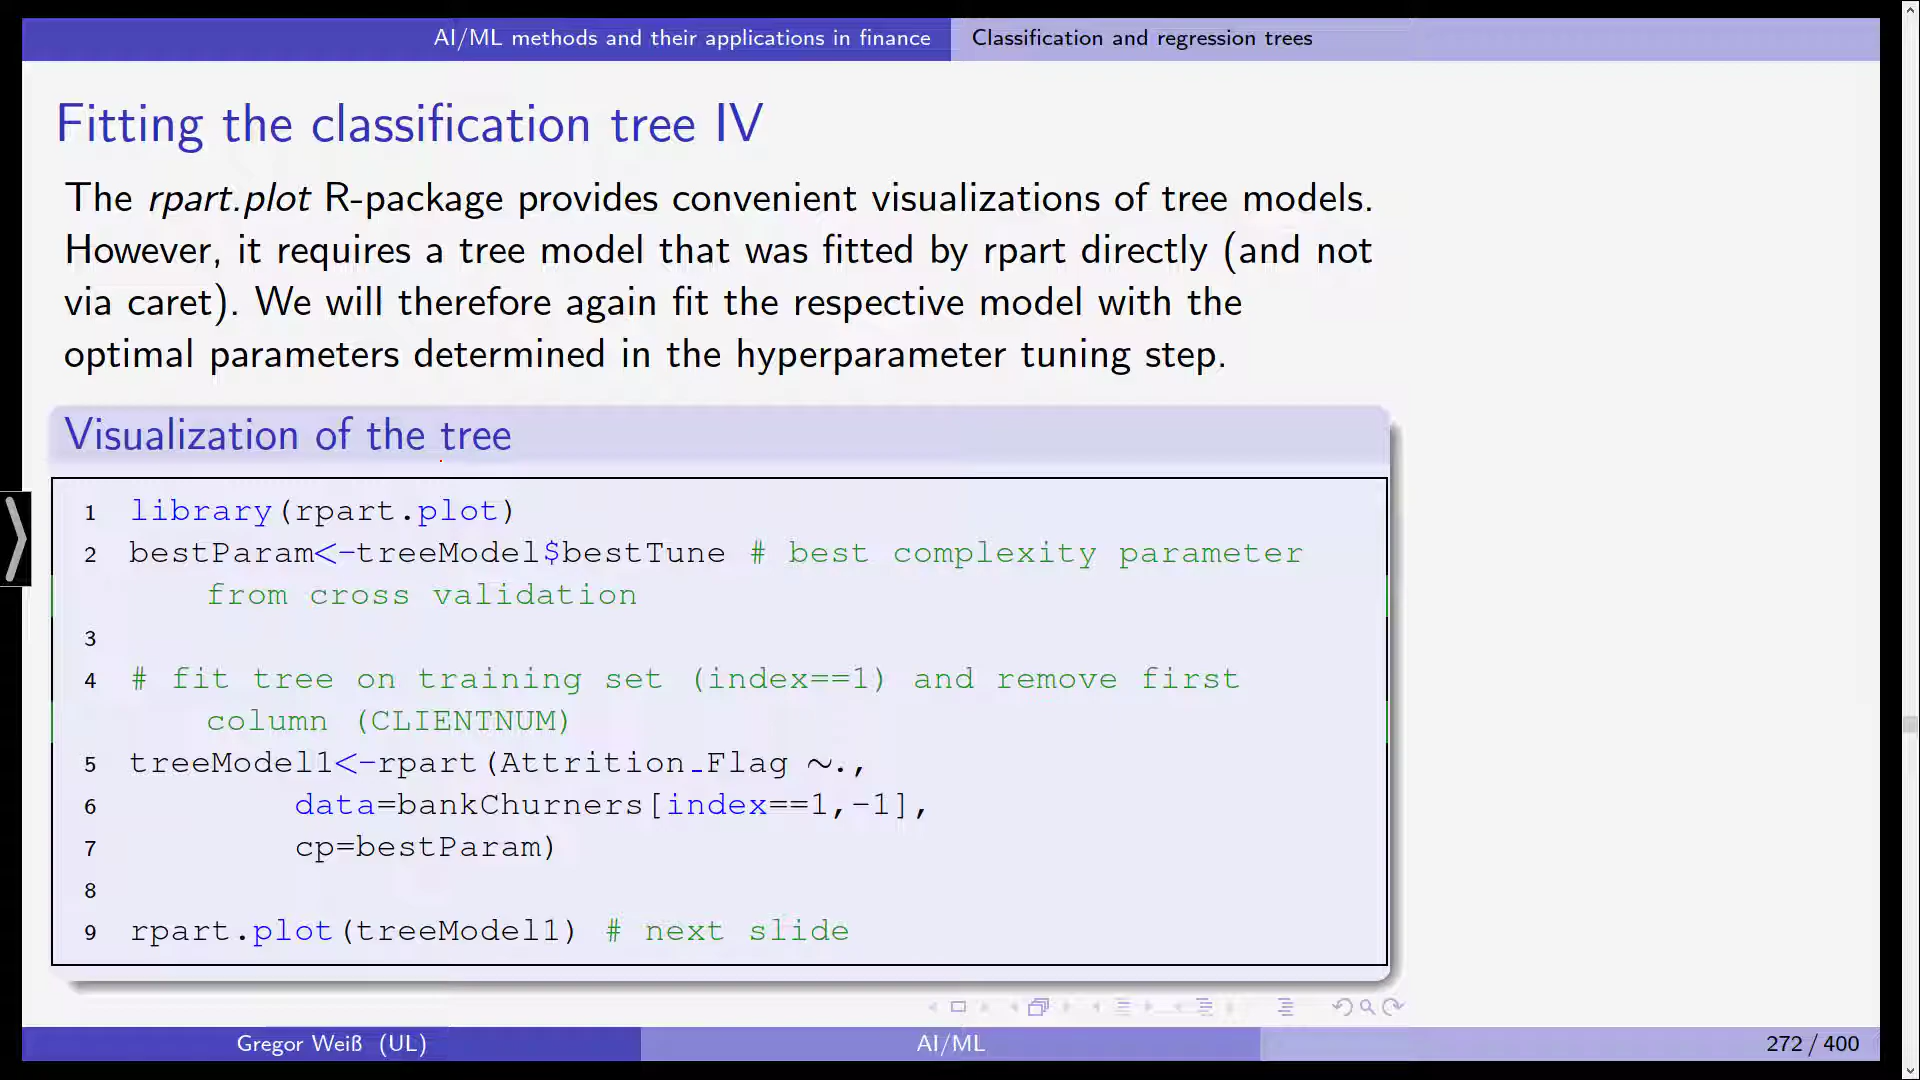 AI/ML methods and their applications in finance Classification and regression trees
Fitting the classification tree IV
The rpart.plot R-package provides convenient visualizations of tree models.
However, it requires a tree model that was fitted by rpart directly (and not
via caret). We will therefore again fit the respective model with the
optimal parameters determined in the hyperparameter tuning step.
Visualization of the tree
1 library(rpart.plot)
2 bestParam<-treeModel$bestTune # best complexity parameter
from cross validation
3
4 # fit tree on training set (index==1) and remove first
column (CLIENTNUM)
5 treeModel1<-rpart(Attrition_Flag ~.,
6 data=bankChurners[index==1,-1],
7 cp=bestParam)
8
9 rpart.plot(treeModel1) # next slide
Gregor Weiß (UL) AI/ML 272 / 400